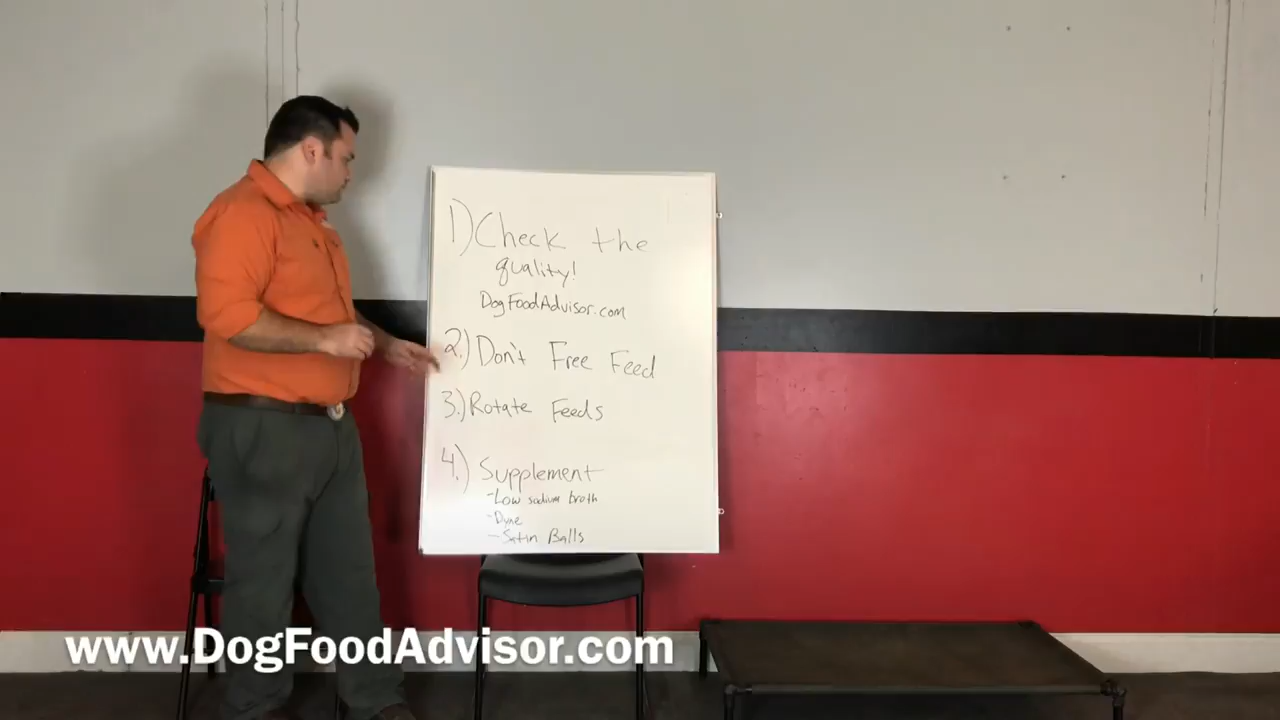 1) Check the
quality!
DogFoodAdvisor.com
2.) Don't Free Feed
3.) Rotate Feeds
4.) Supplement
-Low sodium broth
-Dyne
-Satin Balls
www.DogFoodAdvisor.com